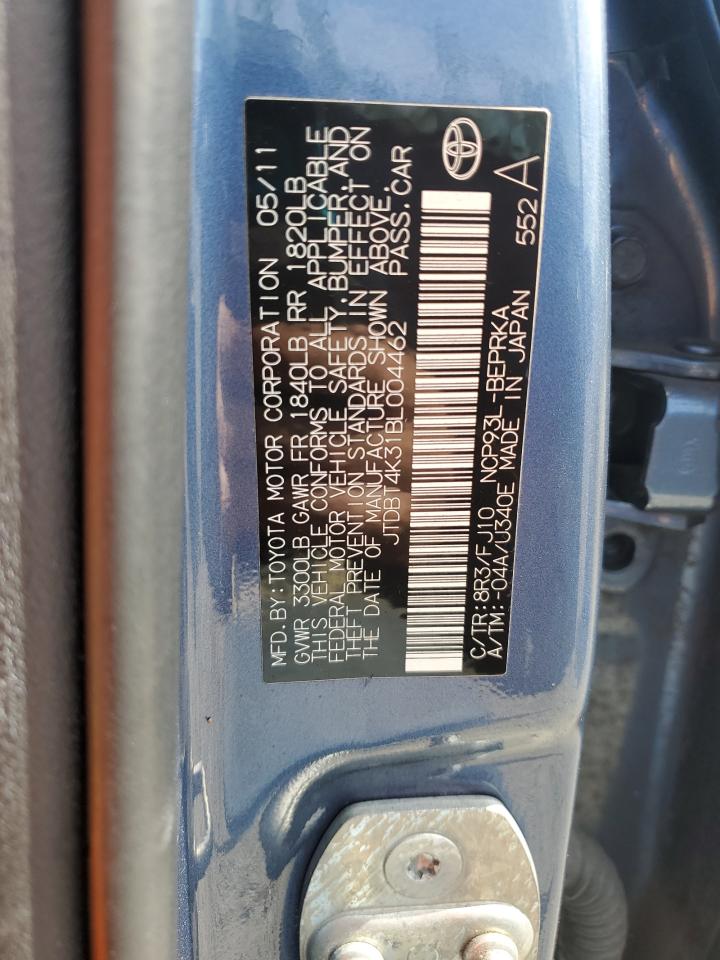 MFD.BY:TOYOTA MOTOR CORPORATION 05/11
GVWR 3300LB GAWR FR 1840LB RR 1820LB
THIS VEHICLE CONFORMS TO ALL APPLICABLE
FEDERAL MOTOR VEHICLE SAFETY,BUMPER,AND
THEFT PREVENTION STANDARDS IN EFFECT ON
THE DATE OF MANUFACTURE SHOWN ABOVE.
JTDBT4K31BL004462 PASS.CAR
C/TR:8R3/FJ10 NCP93L-BEPRKA 552
A/TM:-04A/U340E MADE IN JAPAN A